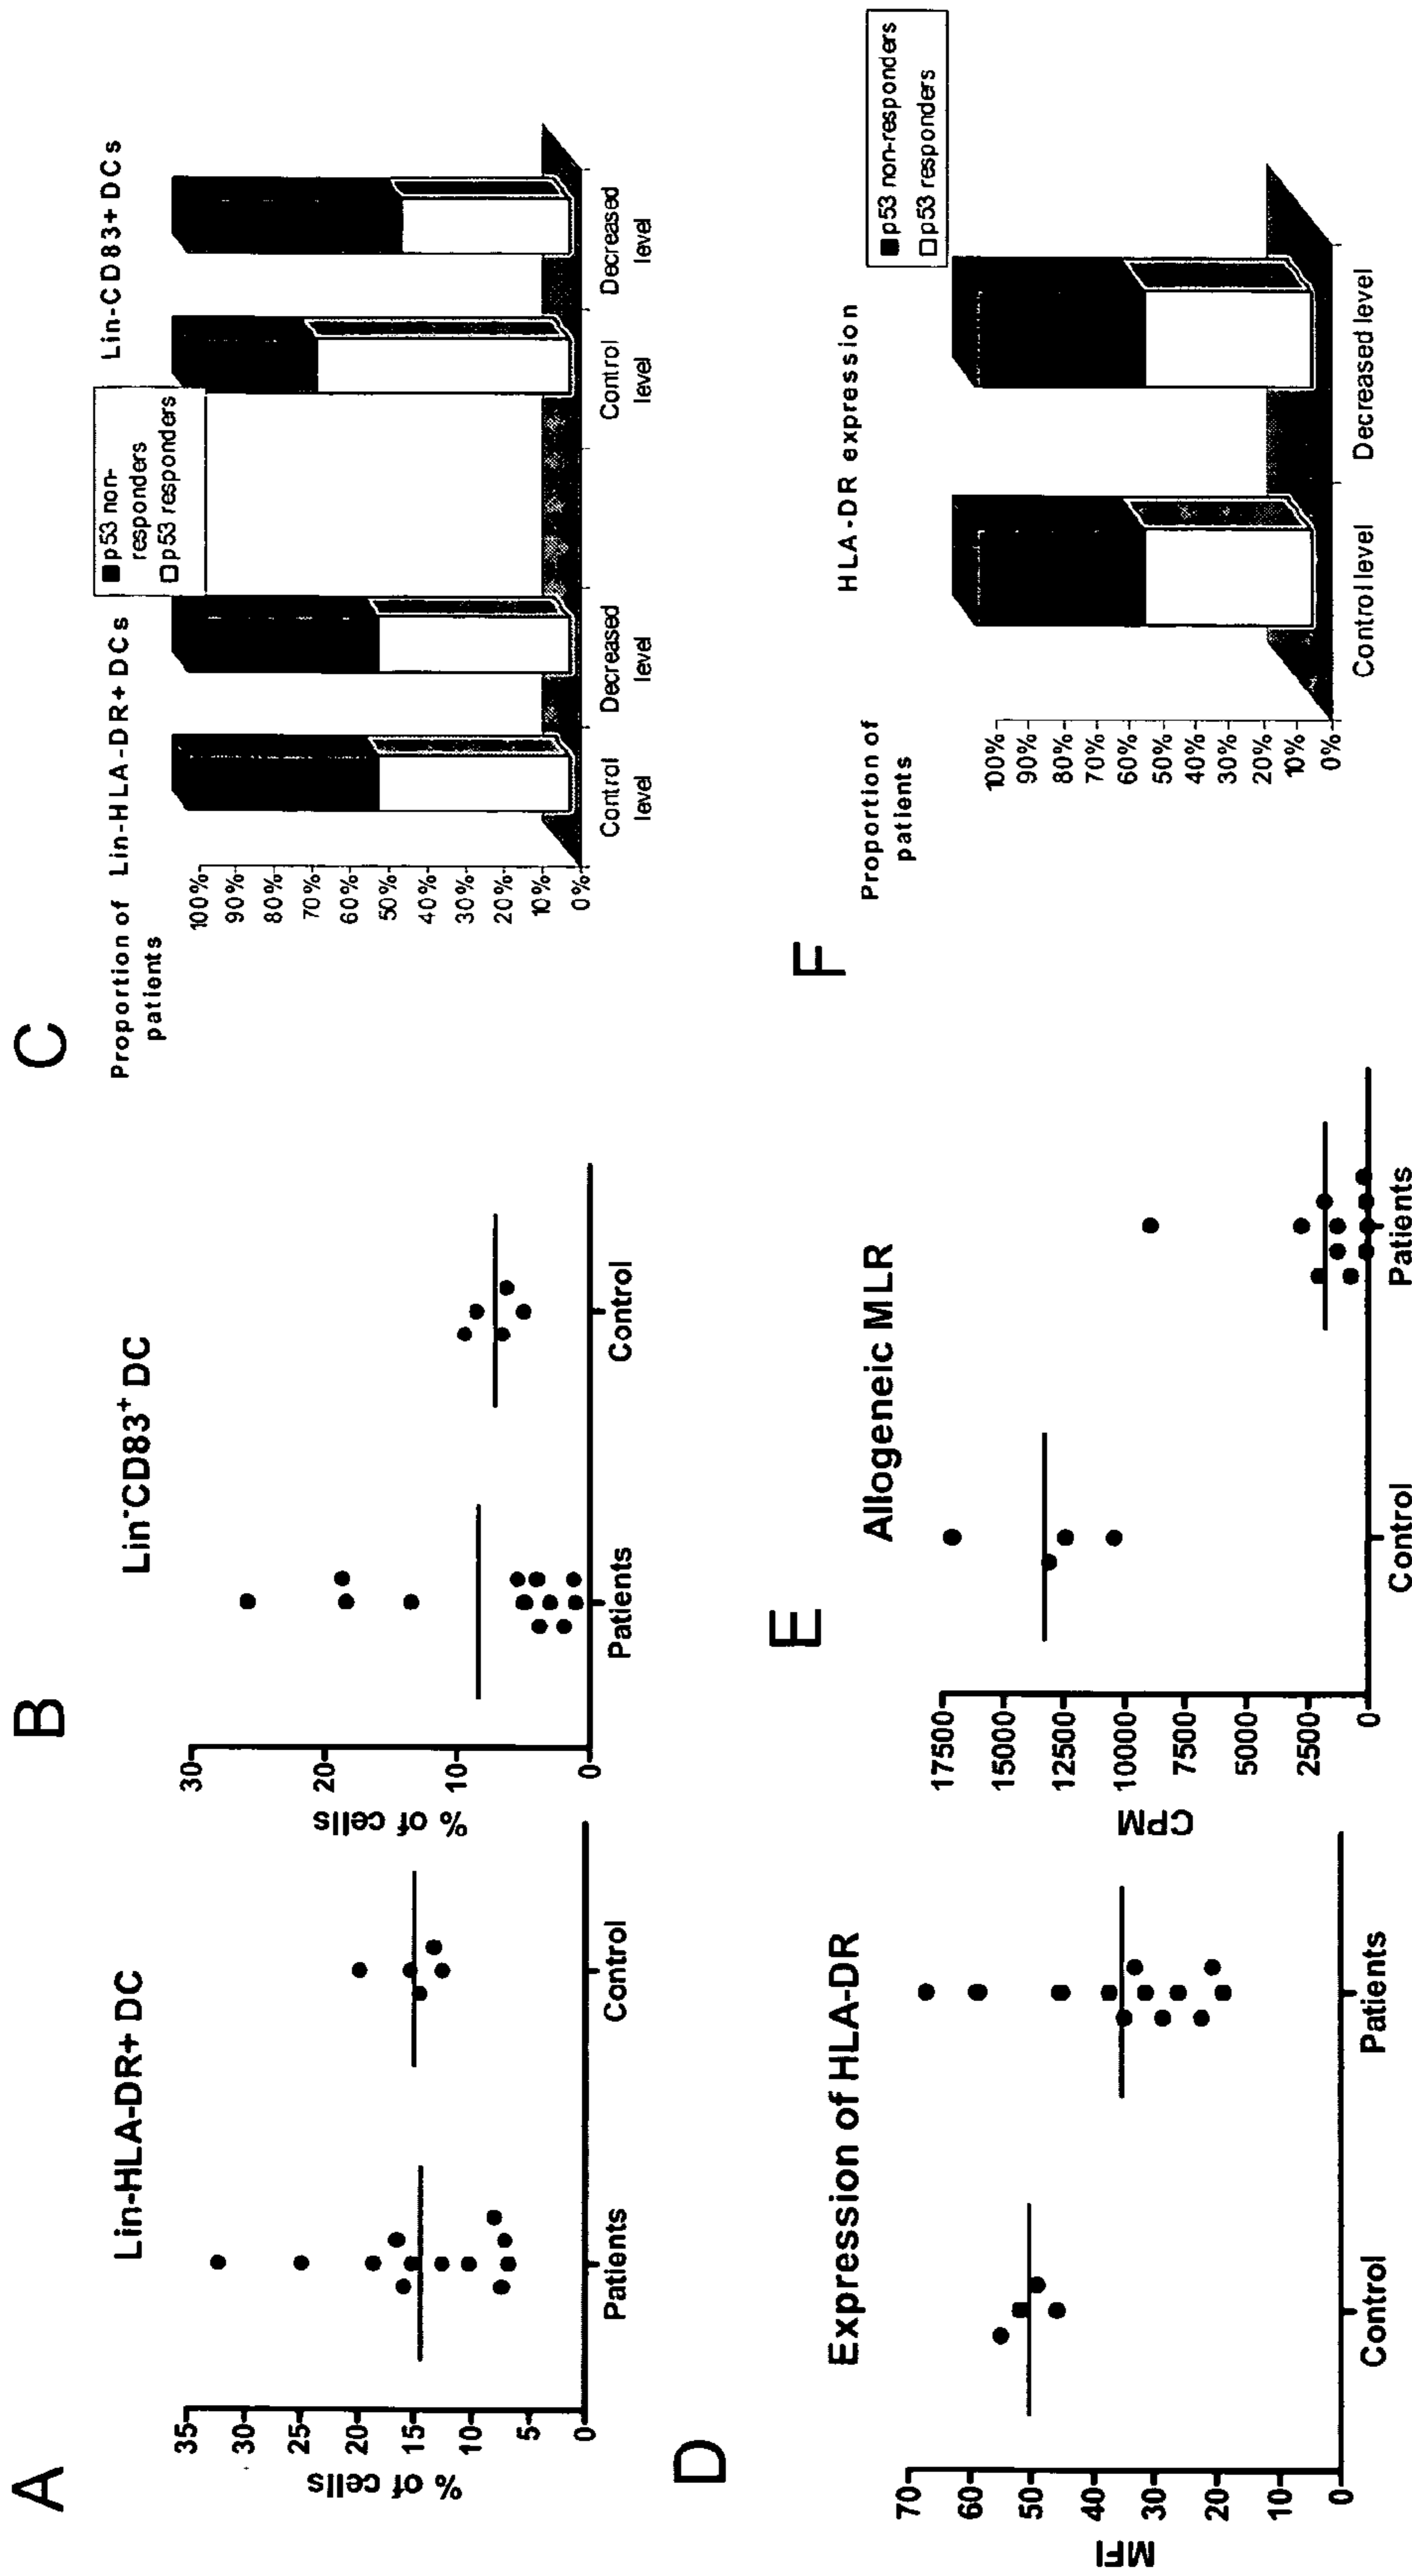 A
Lin-HLA-DR+ DC
% of cells
35
30
25
20
15
10
5
0
Patients
Control
B
Lin⁻CD83⁺ DC
% of cells
30
20
10
0
Patients
Control
C
Proportion of
patients
Lin-HLA-DR+ DCs
Lin-CD83+ DCs
p53 non-
responders
p53 responders
100%
90%
80%
70%
60%
50%
40%
30%
20%
10%
0%
Control
level
Decreased
level
Control
level
Decreased
level
D
Expression of HLA-DR
MFI
70
60
50
40
30
20
10
0
Control
Patients
E
Allogeneic MLR
CPM
17500
15000
12500
10000
7500
5000
2500
0
Control
Patients
F
Proportion of
patients
HLA-DR expression
p53 non-responders
p53 responders
100%
90%
80%
70%
60%
50%
40%
30%
20%
10%
0%
Control level
Decreased level